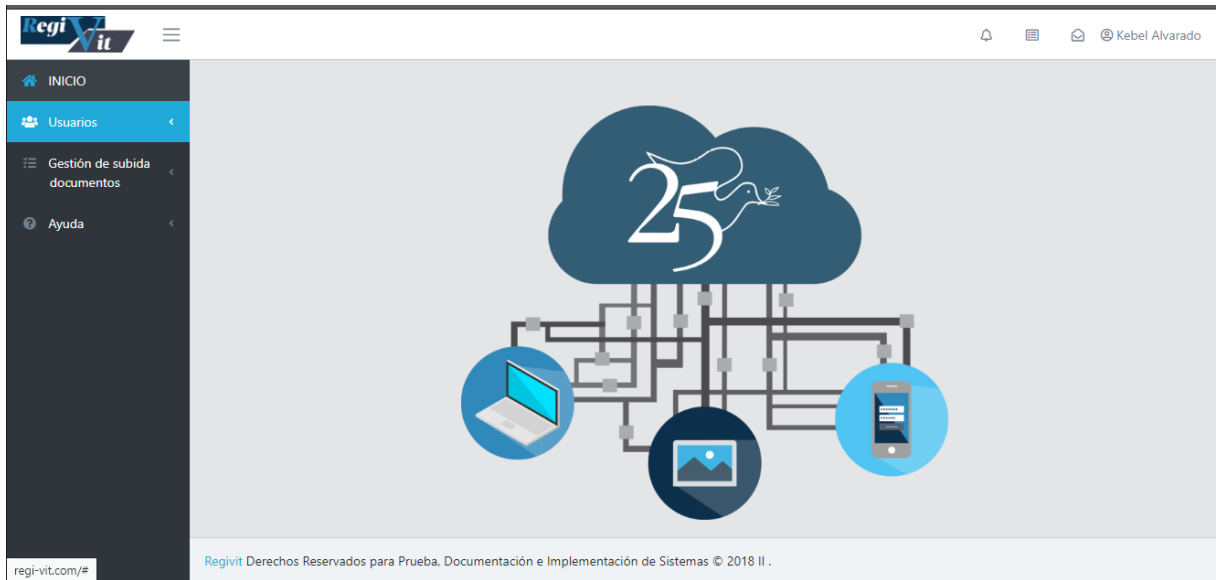 Regi
Vit
Kebel Alvarado
INICIO
Usuarios
Gestión de subida
documentos
Ayuda
25
Regivit Derechos Reservados para Prueba, Documentación e Implementación de Sistemas © 2018 II .
regi-vit.com/#